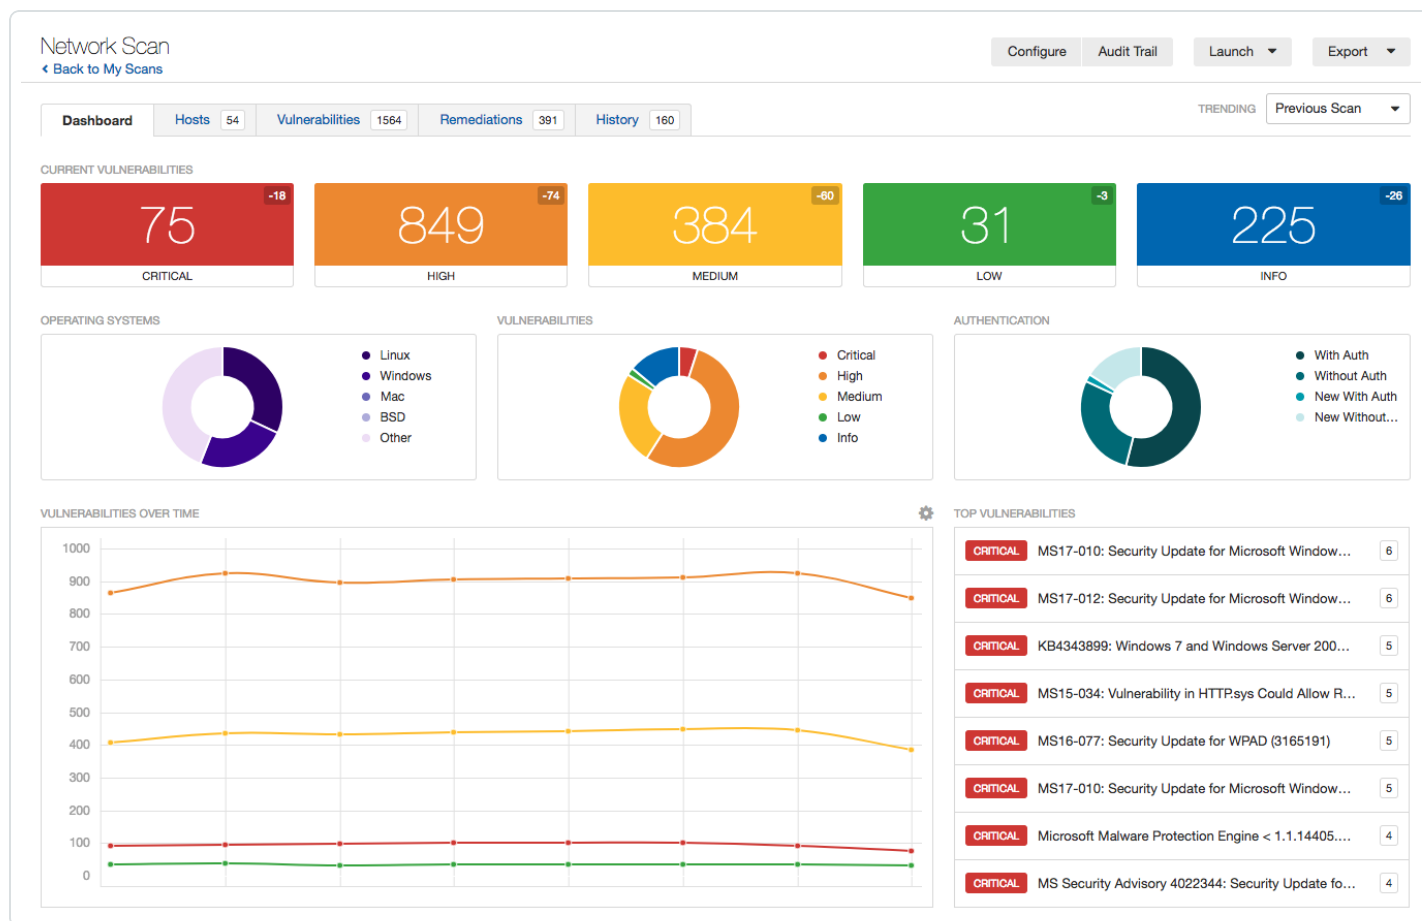 Network Scan
Back to My Scans
Configure Audit Trail Launch Export
Dashboard Hosts 54 Vulnerabilities 1564 Remediations 391 History 160
TRENDING Previous Scan
CURRENT VULNERABILITIES
-18 -74 -60 -3 -26
75 849 384 31 225
CRITICAL HIGH MEDIUM LOW INFO
OPERATING SYSTEMS
Linux
Windows
Mac
BSD
Other
VULNERABILITIES
Critical
High
Medium
Low
Info
AUTHENTICATION
With Auth
Without Auth
New With Auth
New Without...
VULNERABILITIES OVER TIME
1000
900
800
700
600
500
400
300
200
100
0
TOP VULNERABILITIES
CRITICAL MS17-010: Security Update for Microsoft Window... 6
CRITICAL MS17-012: Security Update for Microsoft Window... 6
CRITICAL KB4343899: Windows 7 and Windows Server 200... 5
CRITICAL MS15-034: Vulnerability in HTTP.sys Could Allow R... 5
CRITICAL MS16-077: Security Update for WPAD (3165191) 5
CRITICAL MS17-010: Security Update for Microsoft Window... 5
CRITICAL Microsoft Malware Protection Engine < 1.1.14405.... 4
CRITICAL MS Security Advisory 4022344: Security Update fo... 4